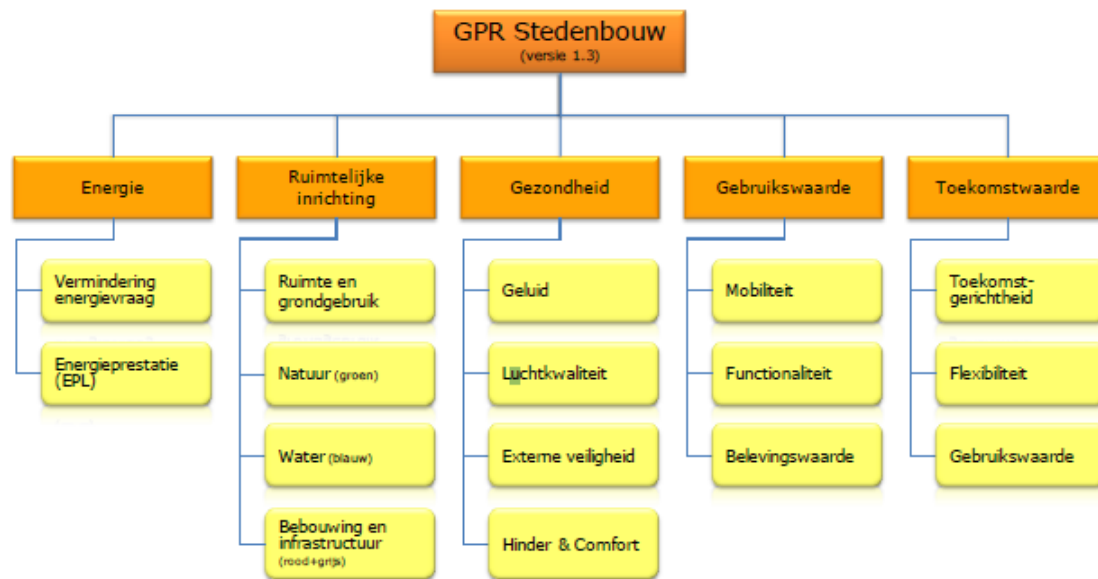 GPR Stedenbouw
(versie 1.3)
Energie
Vermindering
energievraag
Energieprestatie
(EPL)
Ruimtelijke
inrichting
Ruimte en
grondgebruik
Natuur (groen)
Water (blauw)
Bebouwing en
infrastructuur
(rood+grijs)
Gezondheid
Geluid
Luchtkwaliteit
Externe veiligheid
Hinder & Comfort
Gebruikswaarde
Mobiliteit
Functionaliteit
Belevingswaarde
Toekomstwaarde
Toekomst-
gerichtheid
Flexibiliteit
Gebruikswaarde